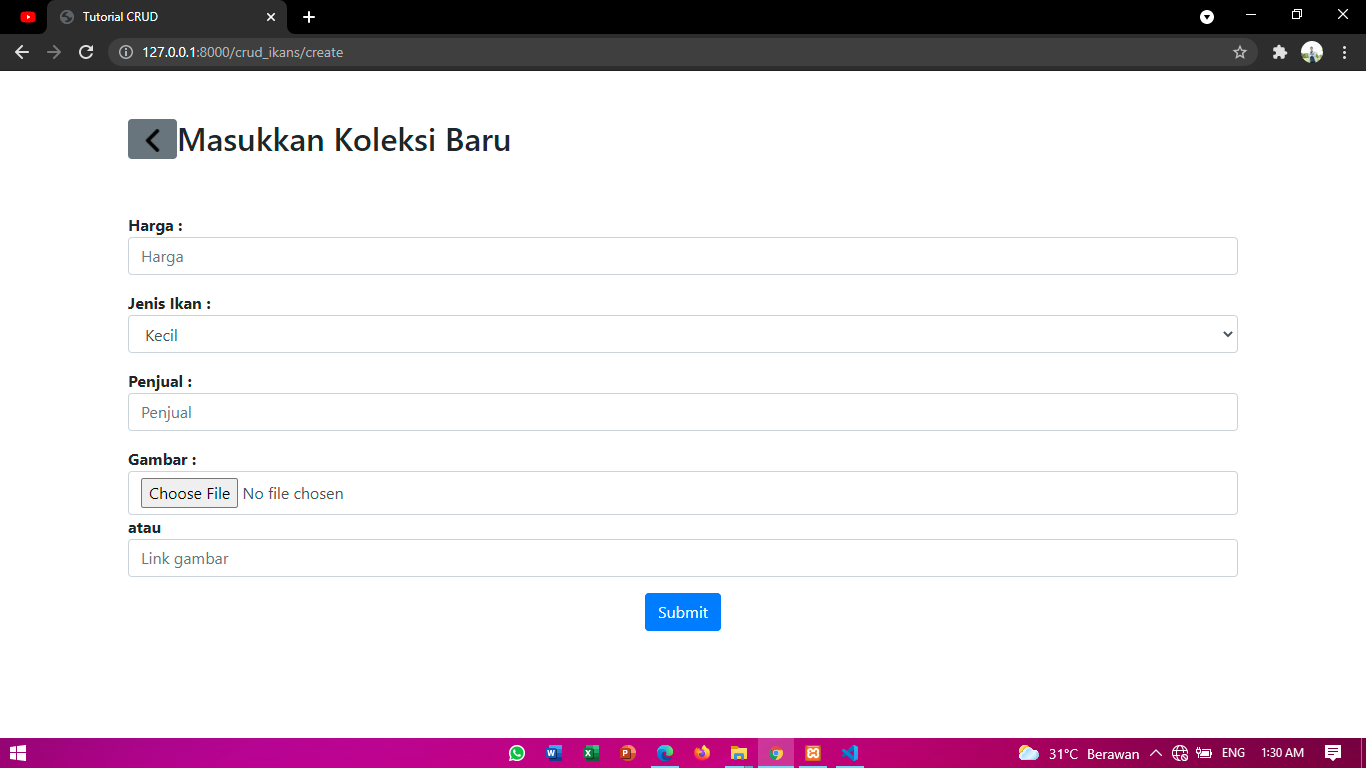 Tutorial CRUD
127.0.0.1:8000/crud_ikans/create
Masukkan Koleksi Baru
Harga :
Harga
Jenis Ikan :
Kecil
Penjual :
Penjual
Gambar :
Choose File No file chosen
atau
Link gambar
Submit
31°C Berawan ENG 1:30 AM